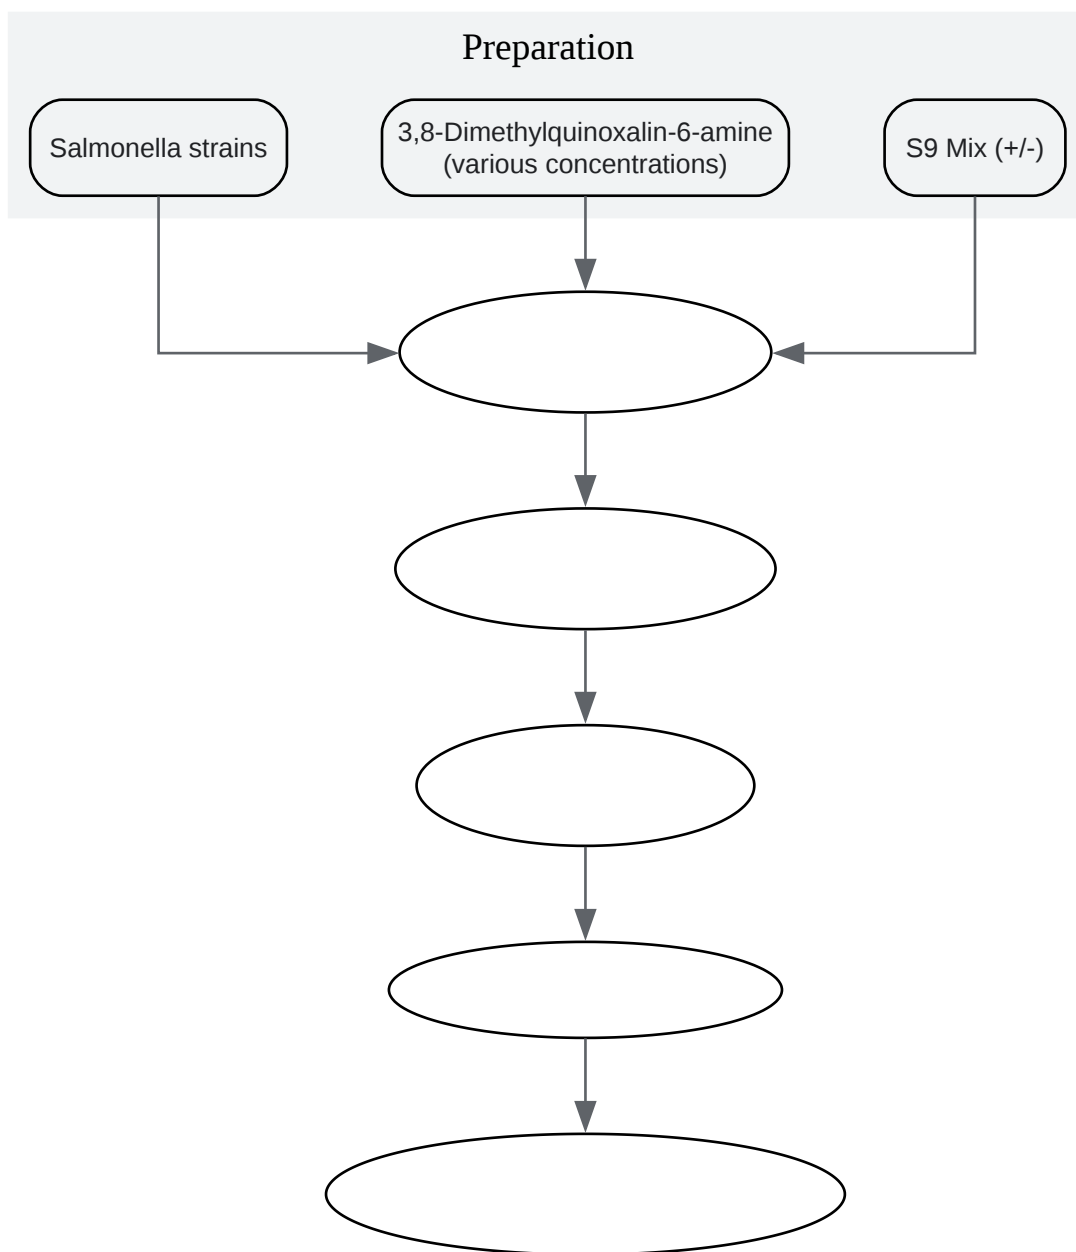 Preparation
Salmonella strains
3,8-Dimethylquinoxalin-6-amine
(various concentrations)
S9 Mix (+/-)